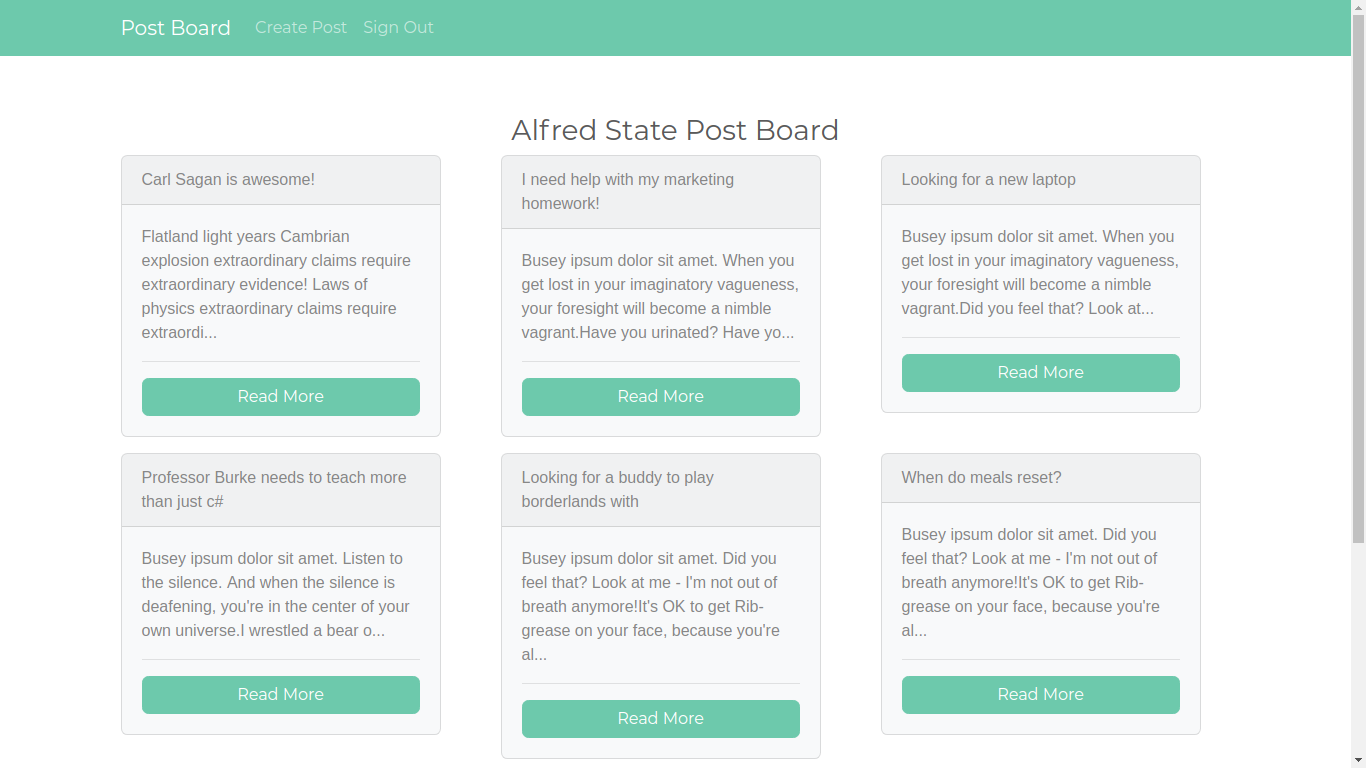 Post Board Create Post Sign Out
Alfred State Post Board
Carl Sagan is awesome!
Flatland light years Cambrian
explosion extraordinary claims require
extraordinary evidence! Laws of
physics extraordinary claims require
extraordi...
Read More
I need help with my marketing
homework!
Busey ipsum dolor sit amet. When you
get lost in your imaginatory vagueness,
your foresight will become a nimble
vagrant.Have you urinated? Have yo...
Read More
Looking for a new laptop
Busey ipsum dolor sit amet. When you
get lost in your imaginatory vagueness,
your foresight will become a nimble
vagrant.Did you feel that? Look at...
Read More
Professor Burke needs to teach more
than just c#
Busey ipsum dolor sit amet. Listen to
the silence. And when the silence is
deafening, you're in the center of your
own universe.I wrestled a bear o...
Read More
Looking for a buddy to play
borderlands with
Busey ipsum dolor sit amet. Did you
feel that? Look at me - I'm not out of
breath anymore!It's OK to get Rib-
grease on your face, because you're
al...
Read More
When do meals reset?
Busey ipsum dolor sit amet. Did you
feel that? Look at me - I'm not out of
breath anymore!It's OK to get Rib-
grease on your face, because you're
al...
Read More